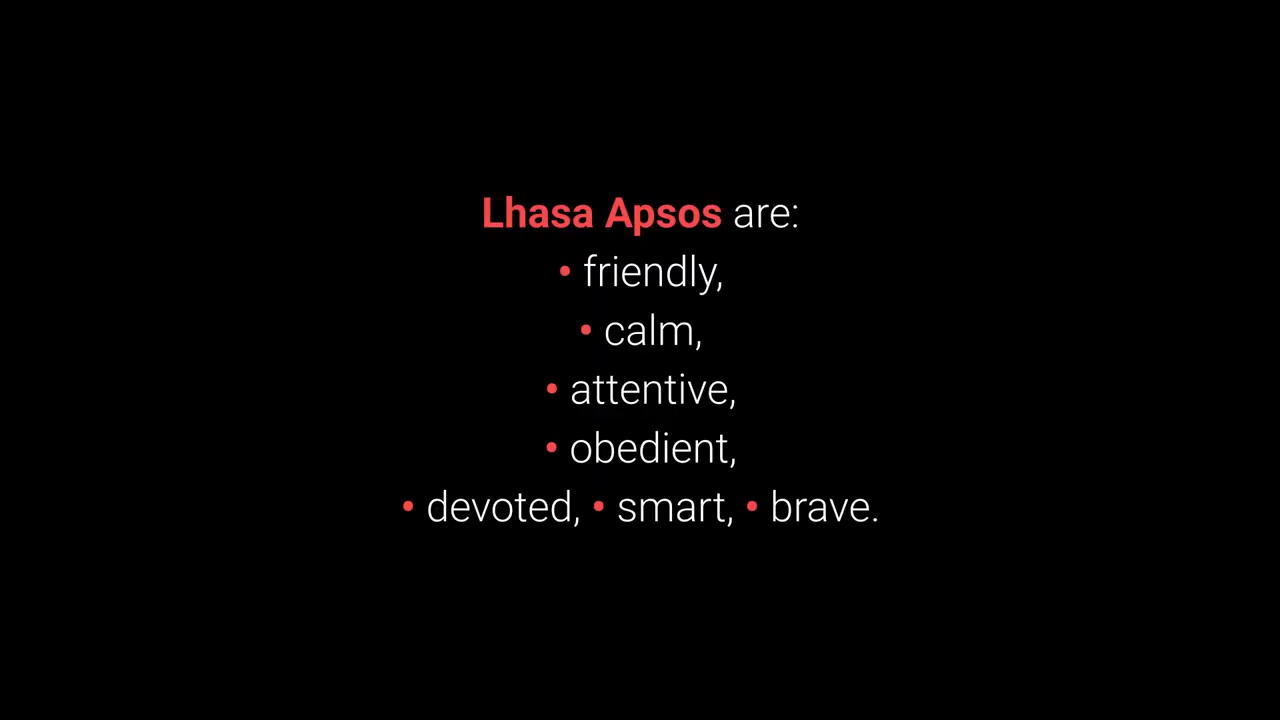 Lhasa Apsos are:
• friendly,
• calm,
• attentive,
• obedient,
• devoted, • smart, • brave.